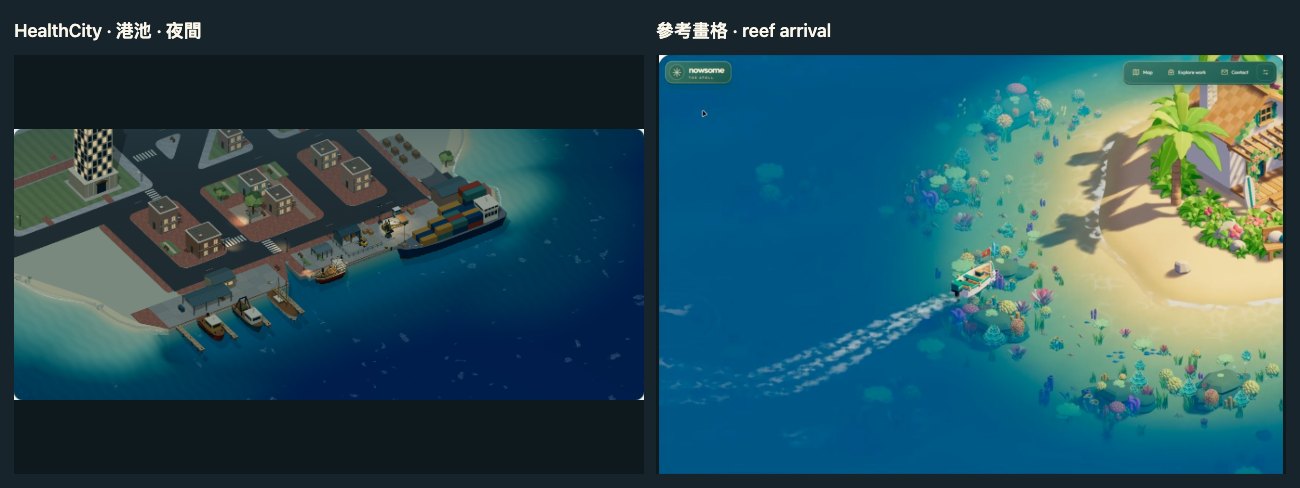 HealthCity · 港池 · 夜間
參考畫格 · reef arrival
nowsome
THE ATOLL
Map
Explore work
Contact